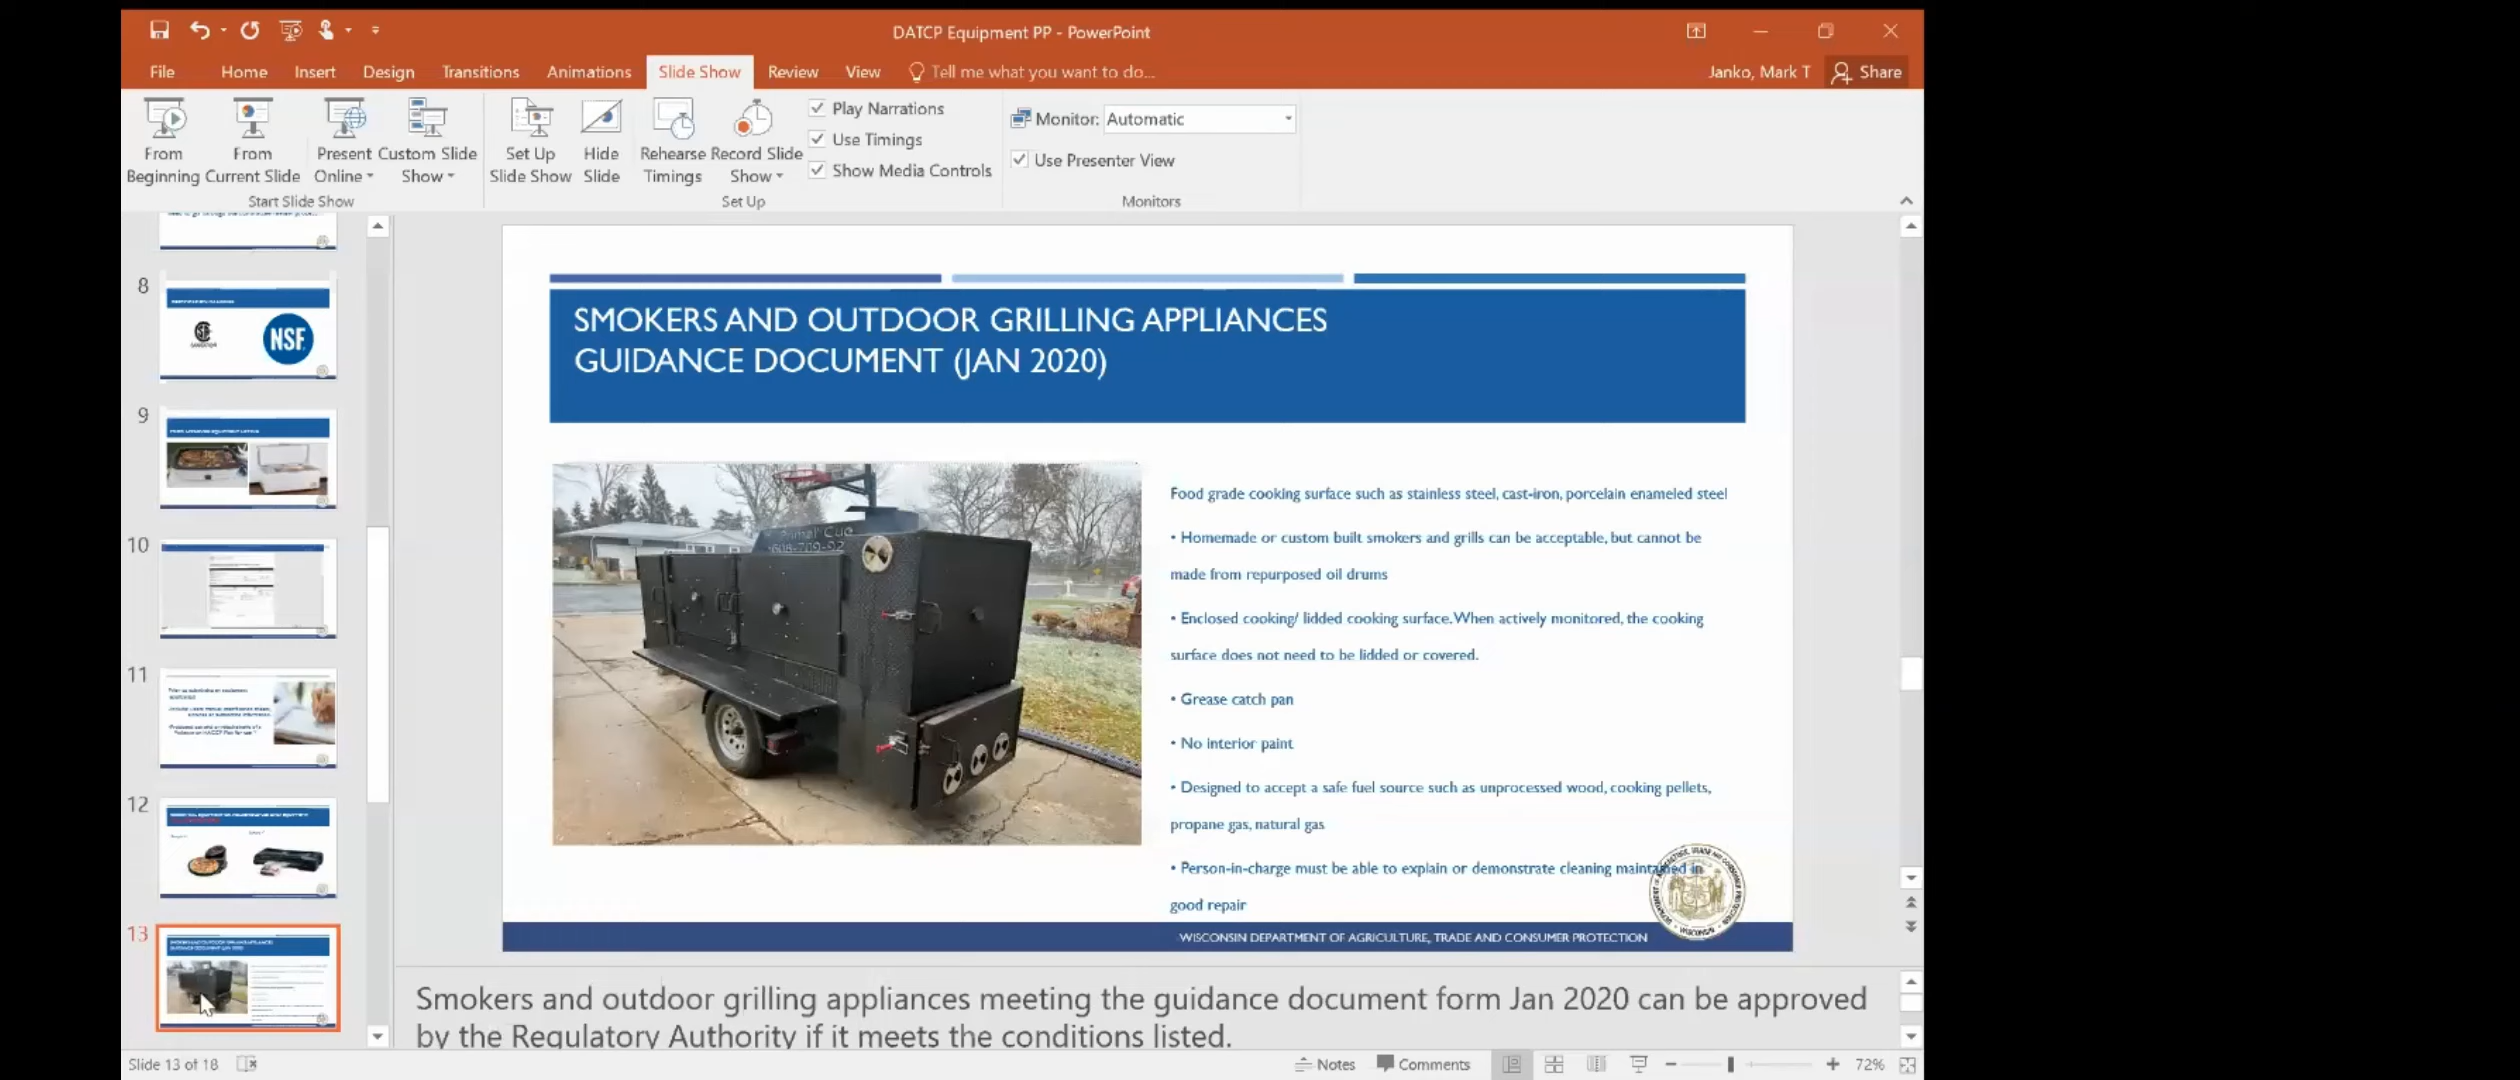 DATCP Equipment PP - PowerPoint
File Home Insert Design Transitions Animations Slide Show Review View Tell me what you want to do...
Janko, Mark T Share
From Beginning
From Current Slide
Present Online
Custom Slide Show
Start Slide Show
Set Up Slide Show
Hide Slide
Rehearse Timings
Record Slide Show
Play Narrations
Use Timings
Show Media Controls
Set Up
Monitor: Automatic
Use Presenter View
Monitors
8
NSF
9
10
11
12
13
SMOKERS AND OUTDOOR GRILLING APPLIANCES
GUIDANCE DOCUMENT (JAN 2020)
Primal Cue
Food grade cooking surface such as stainless steel, cast-iron, porcelain enameled steel
• Homemade or custom built smokers and grills can be acceptable, but cannot be
made from repurposed oil drums
• Enclosed cooking/ lidded cooking surface. When actively monitored, the cooking
surface does not need to be lidded or covered.
• Grease catch pan
• No interior paint
• Designed to accept a safe fuel source such as unprocessed wood, cooking pellets,
propane gas, natural gas
• Person-in-charge must be able to explain or demonstrate cleaning maintained in
good repair
WISCONSIN DEPARTMENT OF AGRICULTURE, TRADE AND CONSUMER PROTECTION
Smokers and outdoor grilling appliances meeting the guidance document form Jan 2020 can be approved
by the Regulatory Authority if it meets the conditions listed.
Slide 13 of 18
Notes Comments 72%